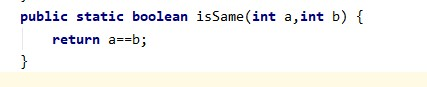 public static boolean isSame(int a,int b) {
    return a==b;
}